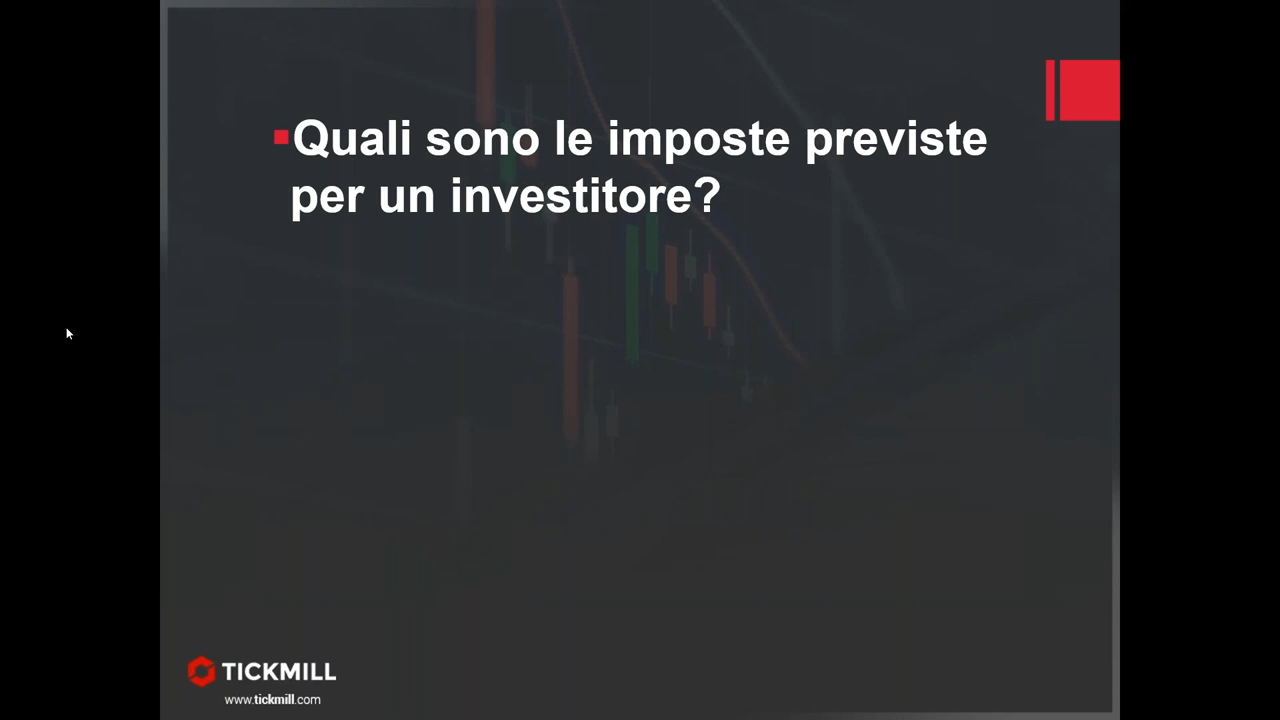 Quali sono le imposte previste
per un investitore?
TICKMILL
www.tickmill.com